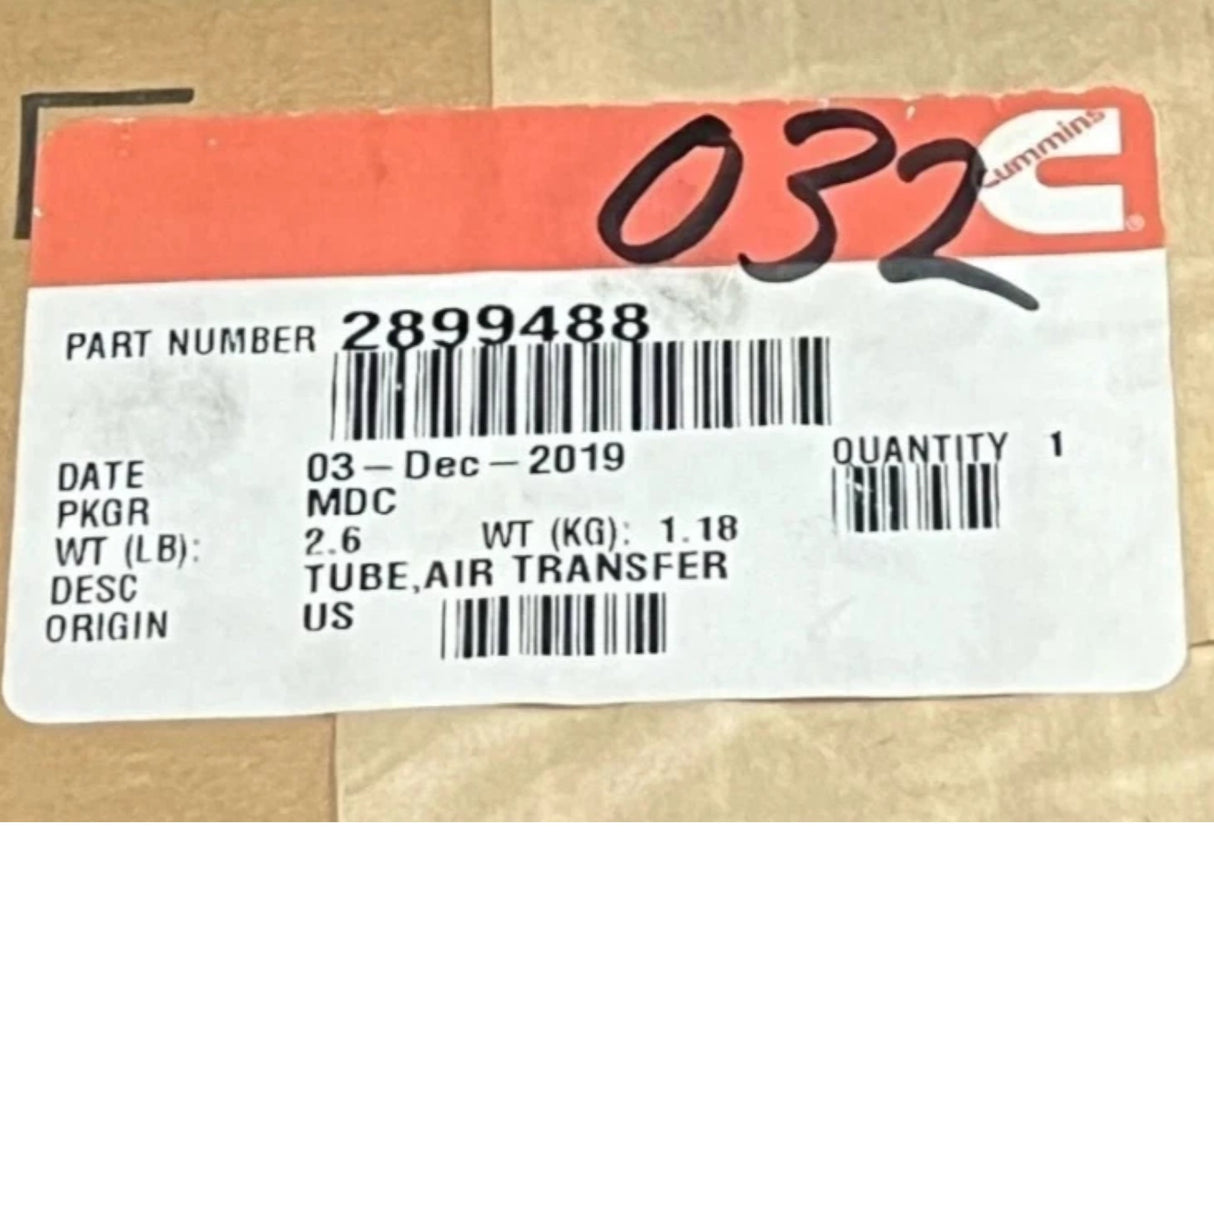 032
cummins
®
PART NUMBER 2899488
DATE 03-Dec-2019 QUANTITY 1
PKGR MDC
WT (LB): 2.6 WT (KG): 1.18
DESC TUBE,AIR TRANSFER
ORIGIN US